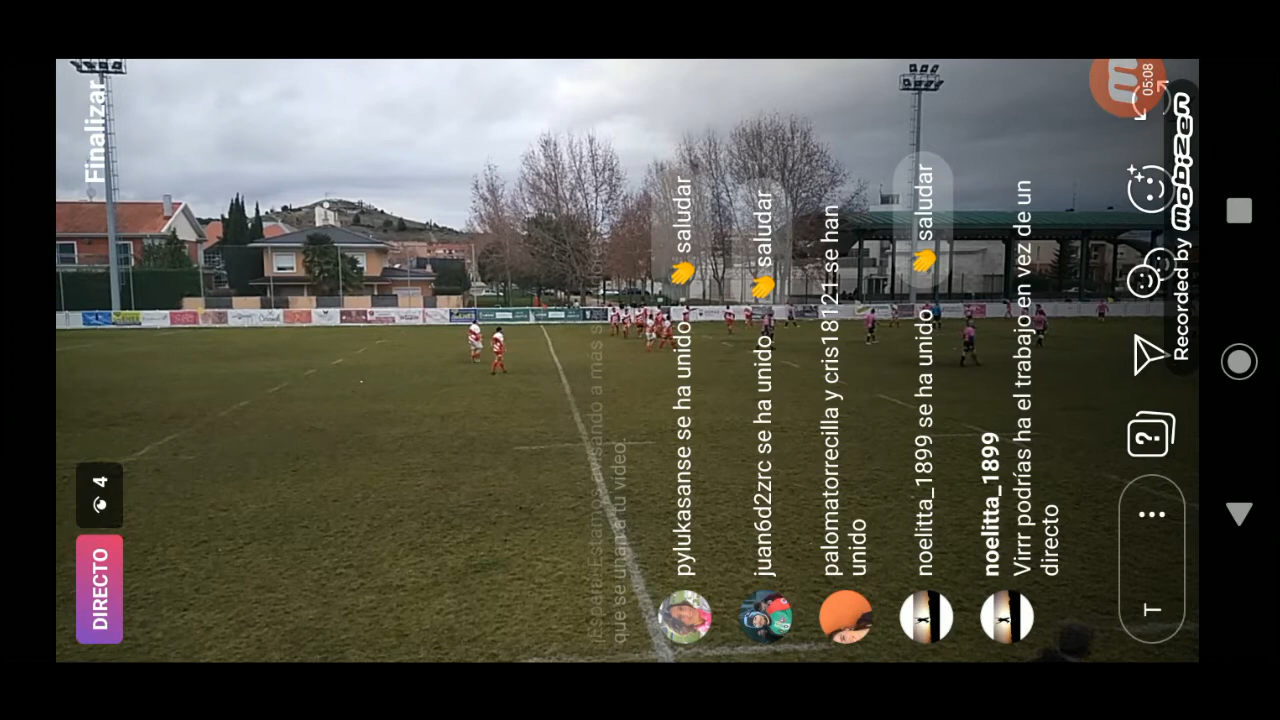 Finalizar
DIRECTO
4
¡Espera! Estamos avisando a más
que se unan a tu vídeo.
pylukasanse se ha unido 👋 saludar
juan6d2zrc se ha unido 👋 saludar
palomatorrecilla y cris18121 se han
unido
noelitta_1899 se ha unido 👋 saludar
noelitta_1899
Virrr podrías ha el trabajo en vez de un
directo
T
?
05:08
Recorded by mobizen